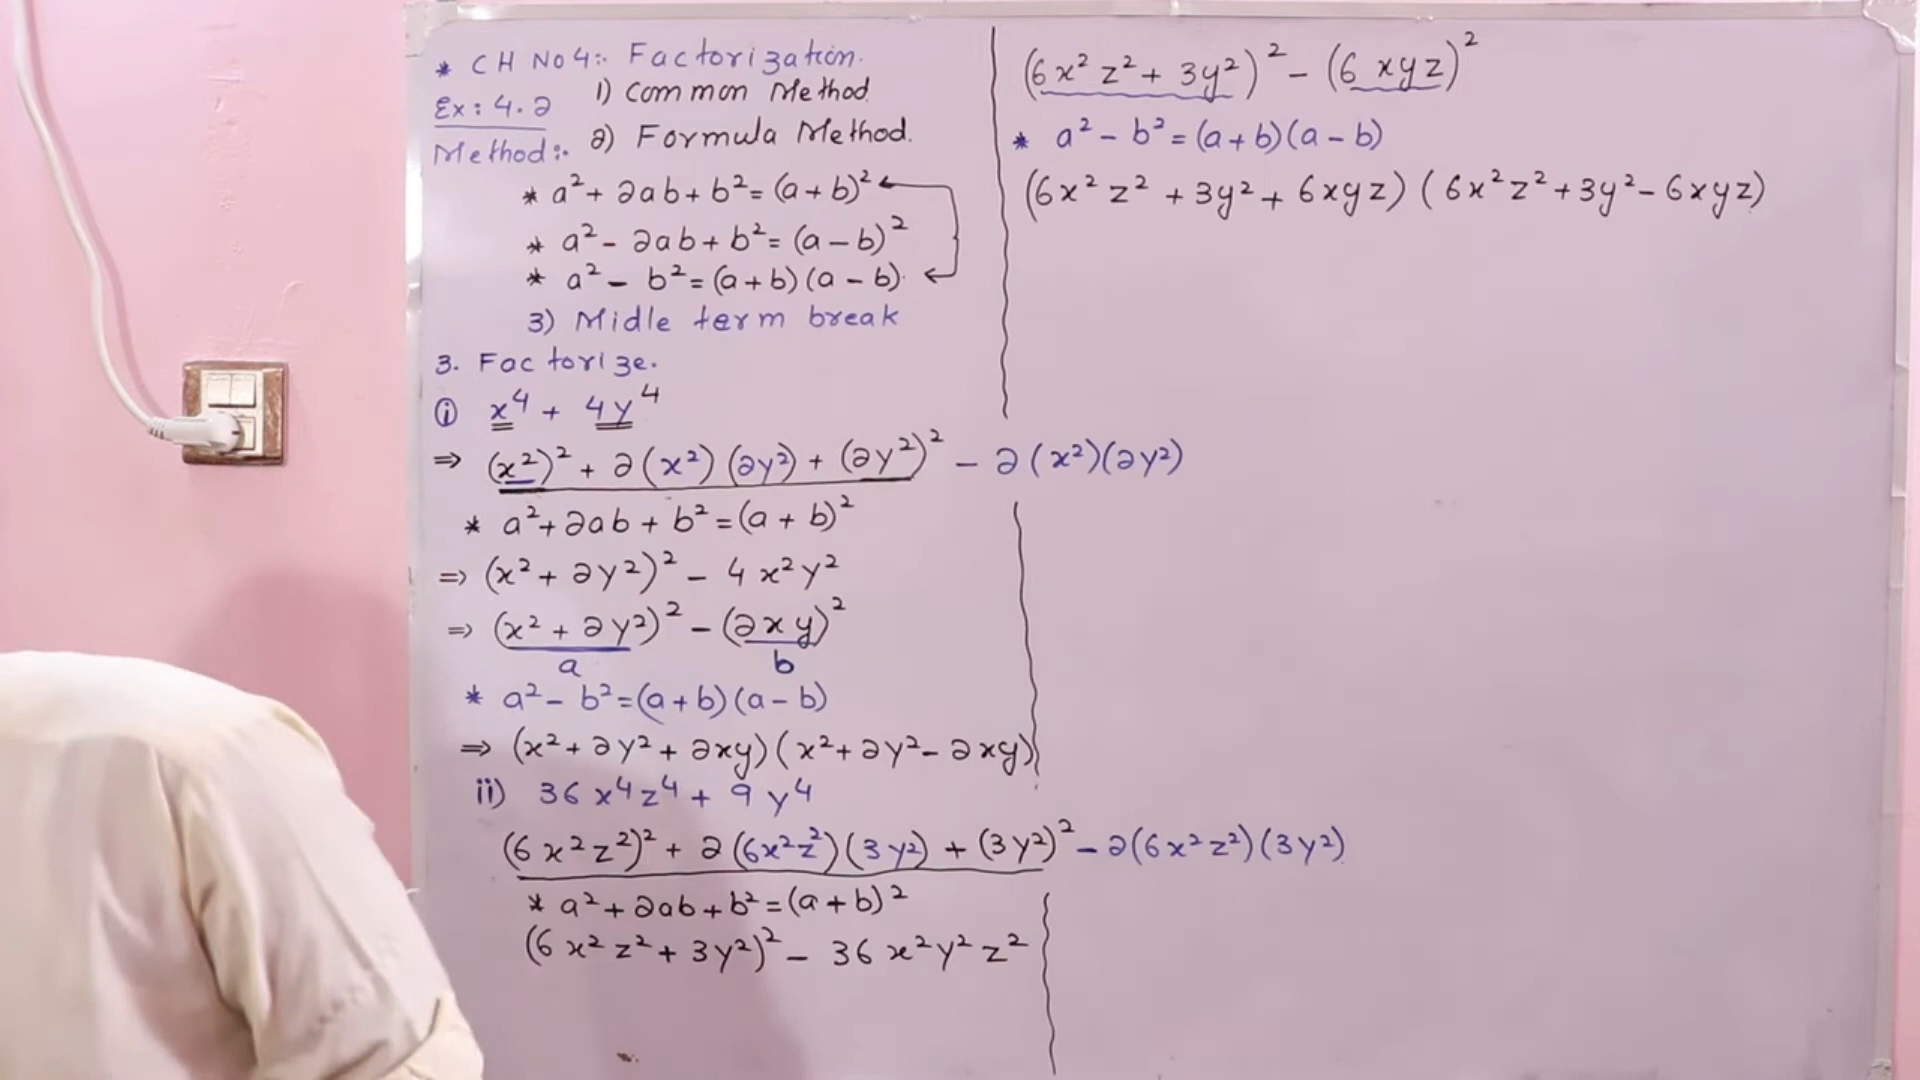 * CH NO 4:- Factorization.
Ex: 4.2 1) Common Method
Method:- 2) Formula Method.
* a² + 2ab + b² = (a + b)²
* a² - 2ab + b² = (a - b)²
* a² - b² = (a + b) (a - b).
3) Midle term break
3. Factorize.
i x⁴ + 4y⁴
⇒ (x²)² + 2 (x²) (2y²) + (2y²)² - 2 (x²)(2y²)
* a² + 2ab + b² = (a + b)²
⇒ (x² + 2y²)² - 4x²y²
⇒ (x² + 2y²)² - (2xy)²
a b
* a² - b² = (a + b) (a - b)
⇒ (x² + 2y² + 2xy) (x² + 2y² - 2xy)
ii) 36x⁴z⁴ + 9y⁴
(6x²z²)² + 2 (6x²z²) (3y²) + (3y²)² - 2(6x²z²) (3y²)
* a² + 2ab + b² = (a + b)²
(6x²z² + 3y²)² - 36x²y²z²
(6x²z² + 3y²)² - (6xyz)²
* a² - b² = (a + b) (a - b)
(6x²z² + 3y² + 6xyz) (6x²z² + 3y² - 6xyz)